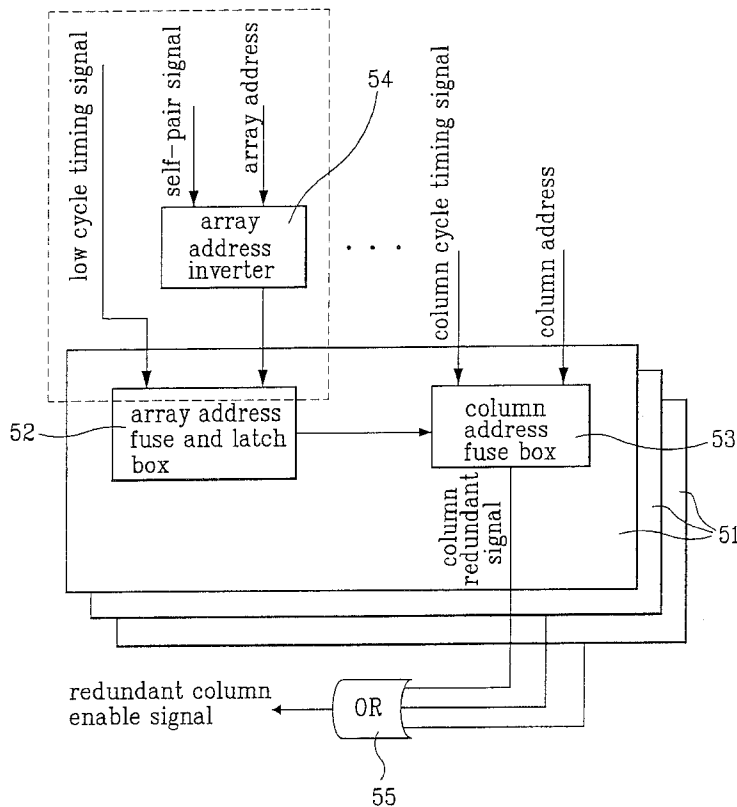 low cycle timing signal
self-pair signal
array address
54
column cycle timing signal
column address
array
address
inverter
. . .
52
array address
fuse and latch
box
column
address
fuse box
53
column
redundant
signal
51
redundant column
enable signal
OR
55